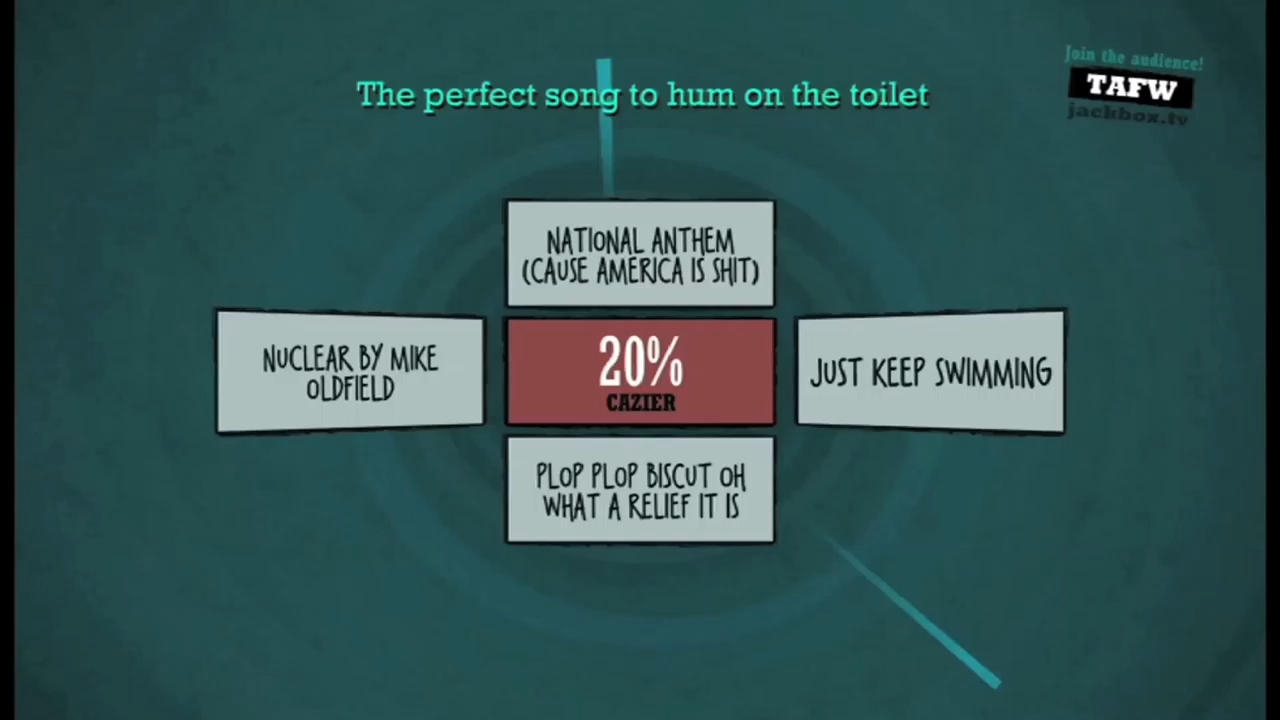 Join the audience!
TAFW
jackbox.tv
The perfect song to hum on the toilet
NATIONAL ANTHEM
(CAUSE AMERICA IS SHIT)
NUCLEAR BY MIKE
OLDFIELD
20%
CAZIER
JUST KEEP SWIMMING
PLOP PLOP BISCUT OH
WHAT A RELIEF IT IS